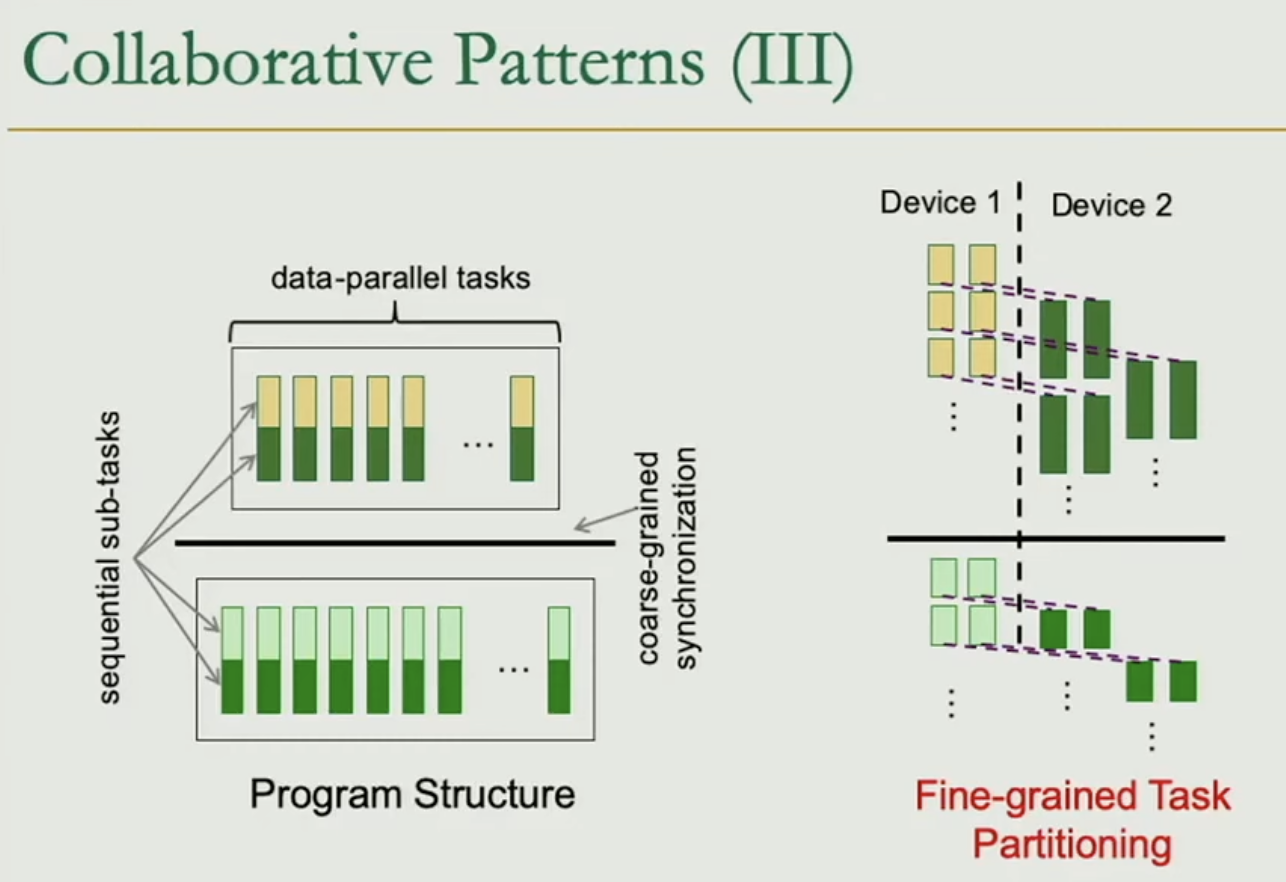 Collaborative Patterns (III)
data-parallel tasks
sequential sub-tasks
...
...
coarse-grained
synchronization
Program Structure
Device 1
Device 2
...
...
...
...
...
...
Fine-grained Task
Partitioning